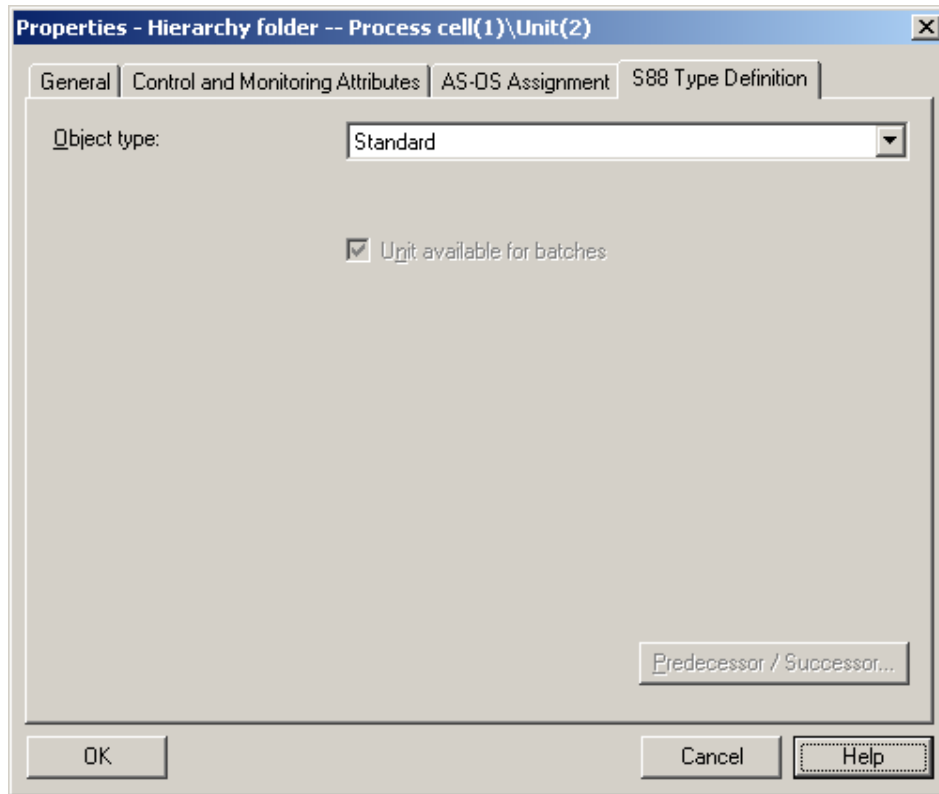 Properties - Hierarchy folder -- Process cell(1)\Unit(2)
General Control and Monitoring Attributes AS-OS Assignment S88 Type Definition
Object type: Standard
Unit available for batches
Predecessor / Successor...
OK Cancel Help